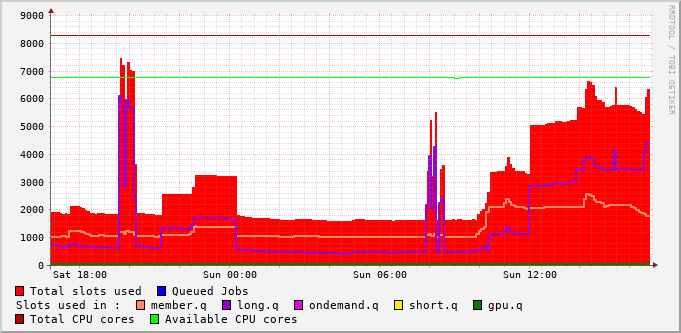 9000
8000
7000
6000
5000
4000
3000
2000
1000
0
Sat 18:00 Sun 00:00 Sun 06:00 Sun 12:00
Total slots used Queued Jobs
Slots used in : member.q long.q ondemand.q short.q gpu.q
Total CPU cores Available CPU cores
RRDTOOL / TOBI OETIKER